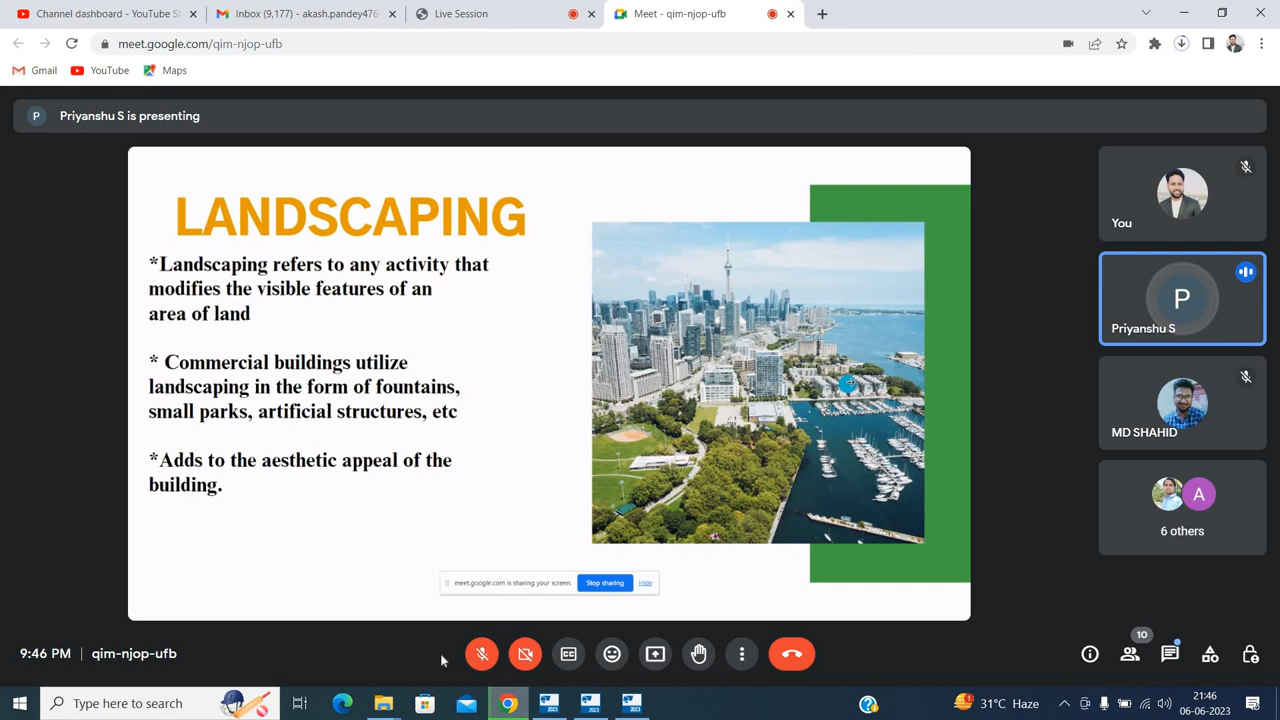 Channel dashboard - YouTube St
Inbox (9,177) - akash.pandey476
Live Session
Meet - qim-njop-ufb
meet.google.com/qim-njop-ufb
Gmail
YouTube
Maps
P
Priyanshu S is presenting
LANDSCAPING
*Landscaping refers to any activity that
modifies the visible features of an
area of land
* Commercial buildings utilize
landscaping in the form of fountains,
small parks, artificial structures, etc
*Adds to the aesthetic appeal of the
building.
meet.google.com is sharing your screen.
Stop sharing
Hide
You
P
Priyanshu S
MD SHAHID
A
6 others
9:46 PM | qim-njop-ufb
10
Type here to search
2023
2023
2023
1
31°C Haze
21:46
06-06-2023